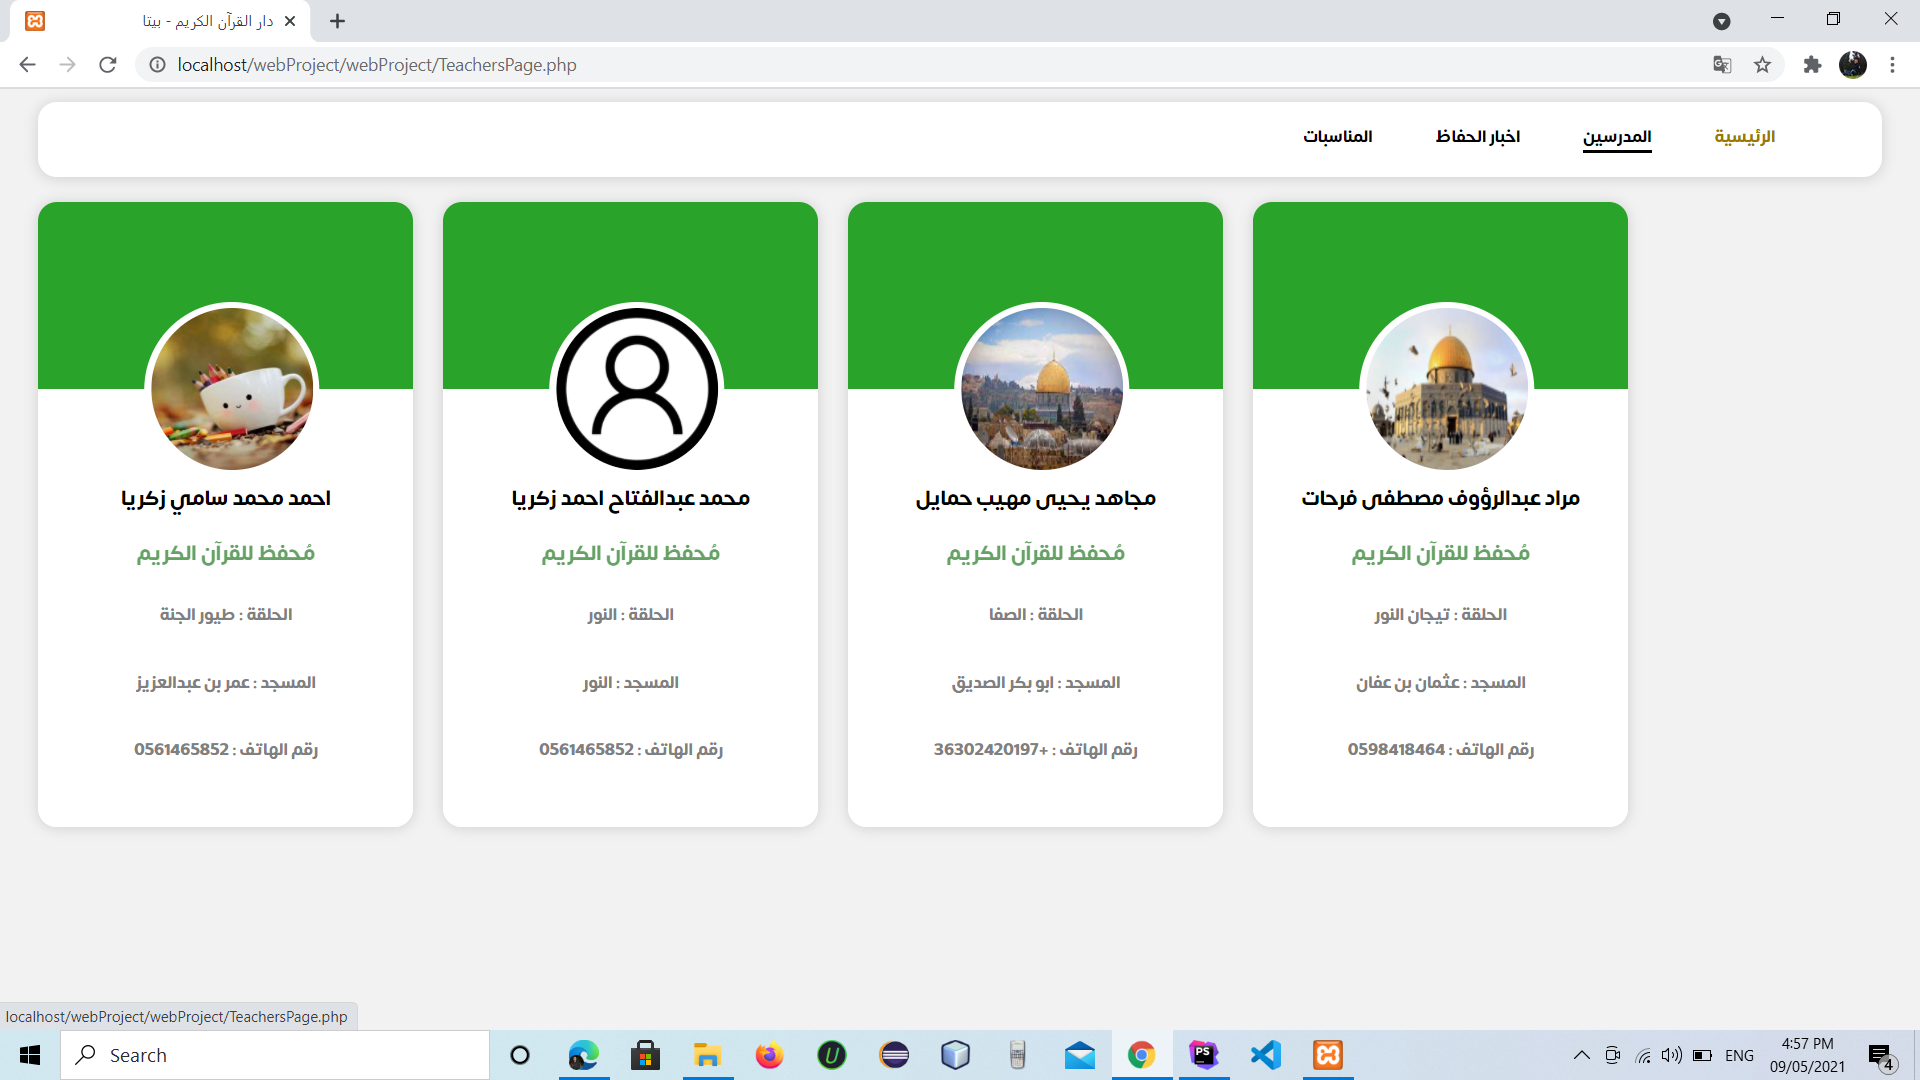 دار القرآن الكريم - بيتا
localhost/webProject/webProject/TeachersPage.php
الرئيسية
المدرسين
اخبار الحفاظ
المناسبات
مراد عبدالرؤوف مصطفى فرحات
مُحفظ للقرآن الكريم
الحلقة : تيجان النور
المسجد : عثمان بن عفان
رقم الهاتف : 0598418464
مجاهد يحيى مهيب حمايل
مُحفظ للقرآن الكريم
الحلقة : الصفا
المسجد : ابو بكر الصديق
رقم الهاتف : +36302420197
محمد عبدالفتاح احمد زكريا
مُحفظ للقرآن الكريم
الحلقة : النور
المسجد : النور
رقم الهاتف : 0561465852
احمد محمد سامي زكريا
مُحفظ للقرآن الكريم
الحلقة : طيور الجنة
المسجد : عمر بن عبدالعزيز
رقم الهاتف : 0561465852
localhost/webProject/webProject/TeachersPage.php
Search
PS
ENG
4:57 PM
09/05/2021
4